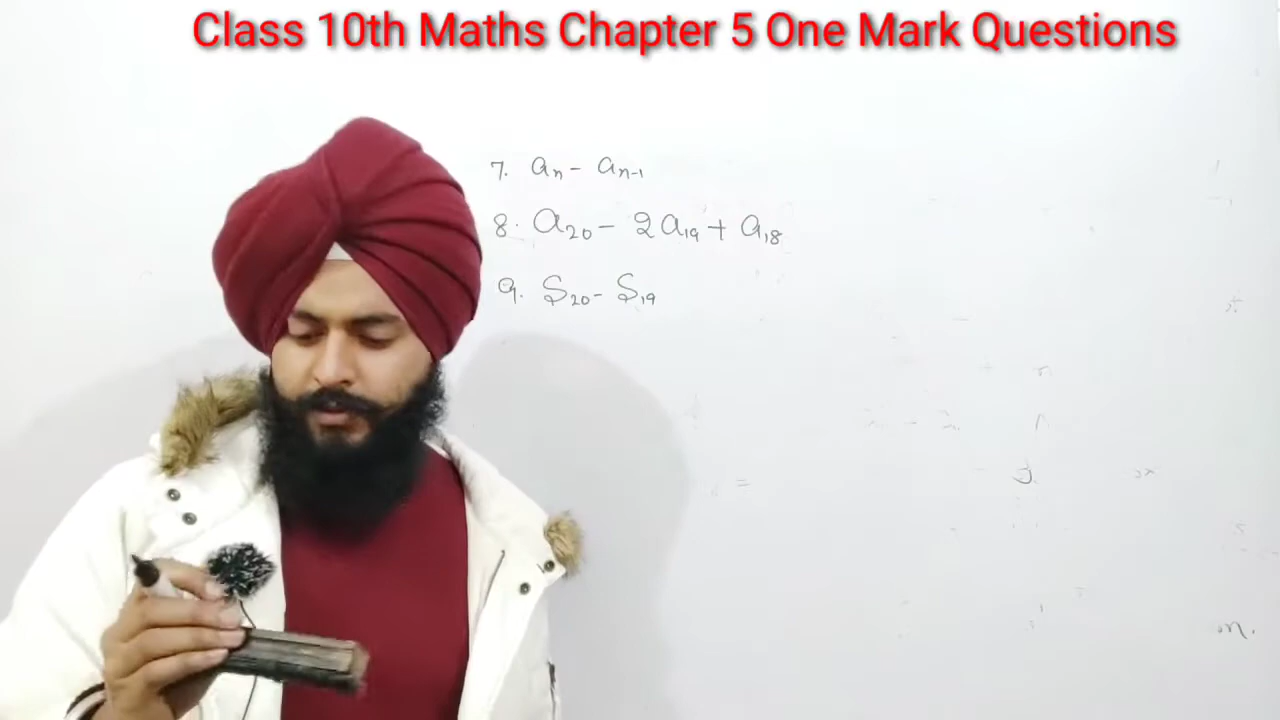 Class 10th Maths Chapter 5 One Mark Questions
7. aₙ - aₙ₋₁
8. a₂₀ - 2a₁₉ + a₁₈
9. S₂₀ - S₁₉